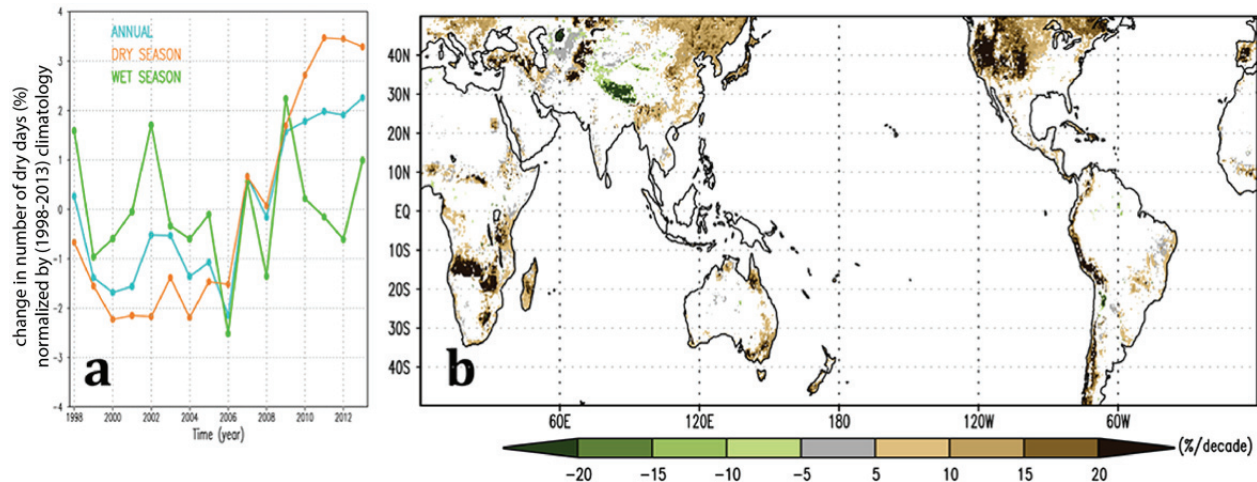 change in number of dry days (%)
normalized by (1998-2013) climatology
4
3
2
1
0
-1
-2
-3
-4
ANNUAL
DRY SEASON
WET SEASON
a
1998 2000 2002 2004 2006 2008 2010 2012
Time (year)
40N
30N
20N
10N
EQ
10S
20S
30S
40S
b
60E 120E 180 120W 60W
-20 -15 -10 -5 5 10 15 20 (%/decade)